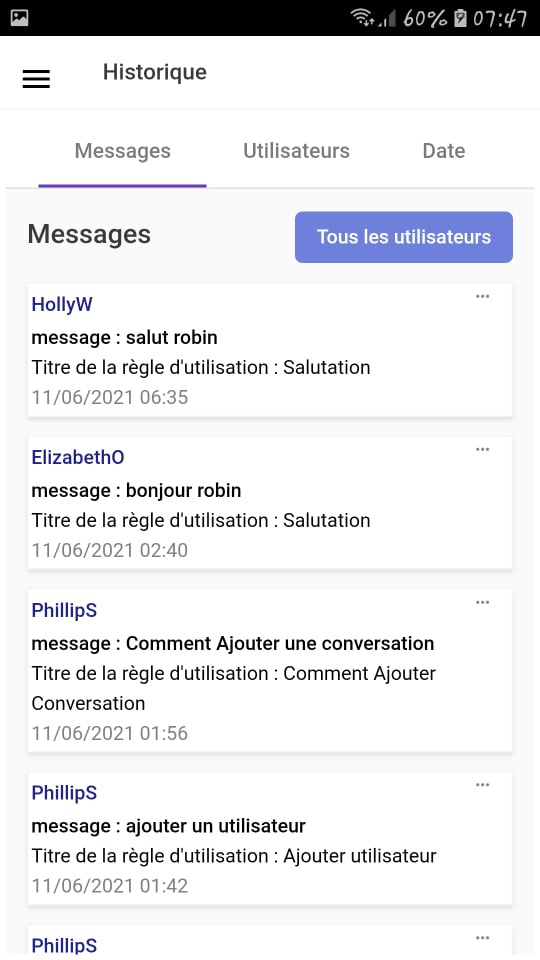 60% 07:47
Historique
Messages Utilisateurs Date
Messages
Tous les utilisateurs
HollyW
message : salut robin
Titre de la règle d'utilisation : Salutation
11/06/2021 06:35
ElizabethO
message : bonjour robin
Titre de la règle d'utilisation : Salutation
11/06/2021 02:40
PhillipS
message : Comment Ajouter une conversation
Titre de la règle d'utilisation : Comment Ajouter
Conversation
11/06/2021 01:56
PhillipS
message : ajouter un utilisateur
Titre de la règle d'utilisation : Ajouter utilisateur
11/06/2021 01:42
PhillipS